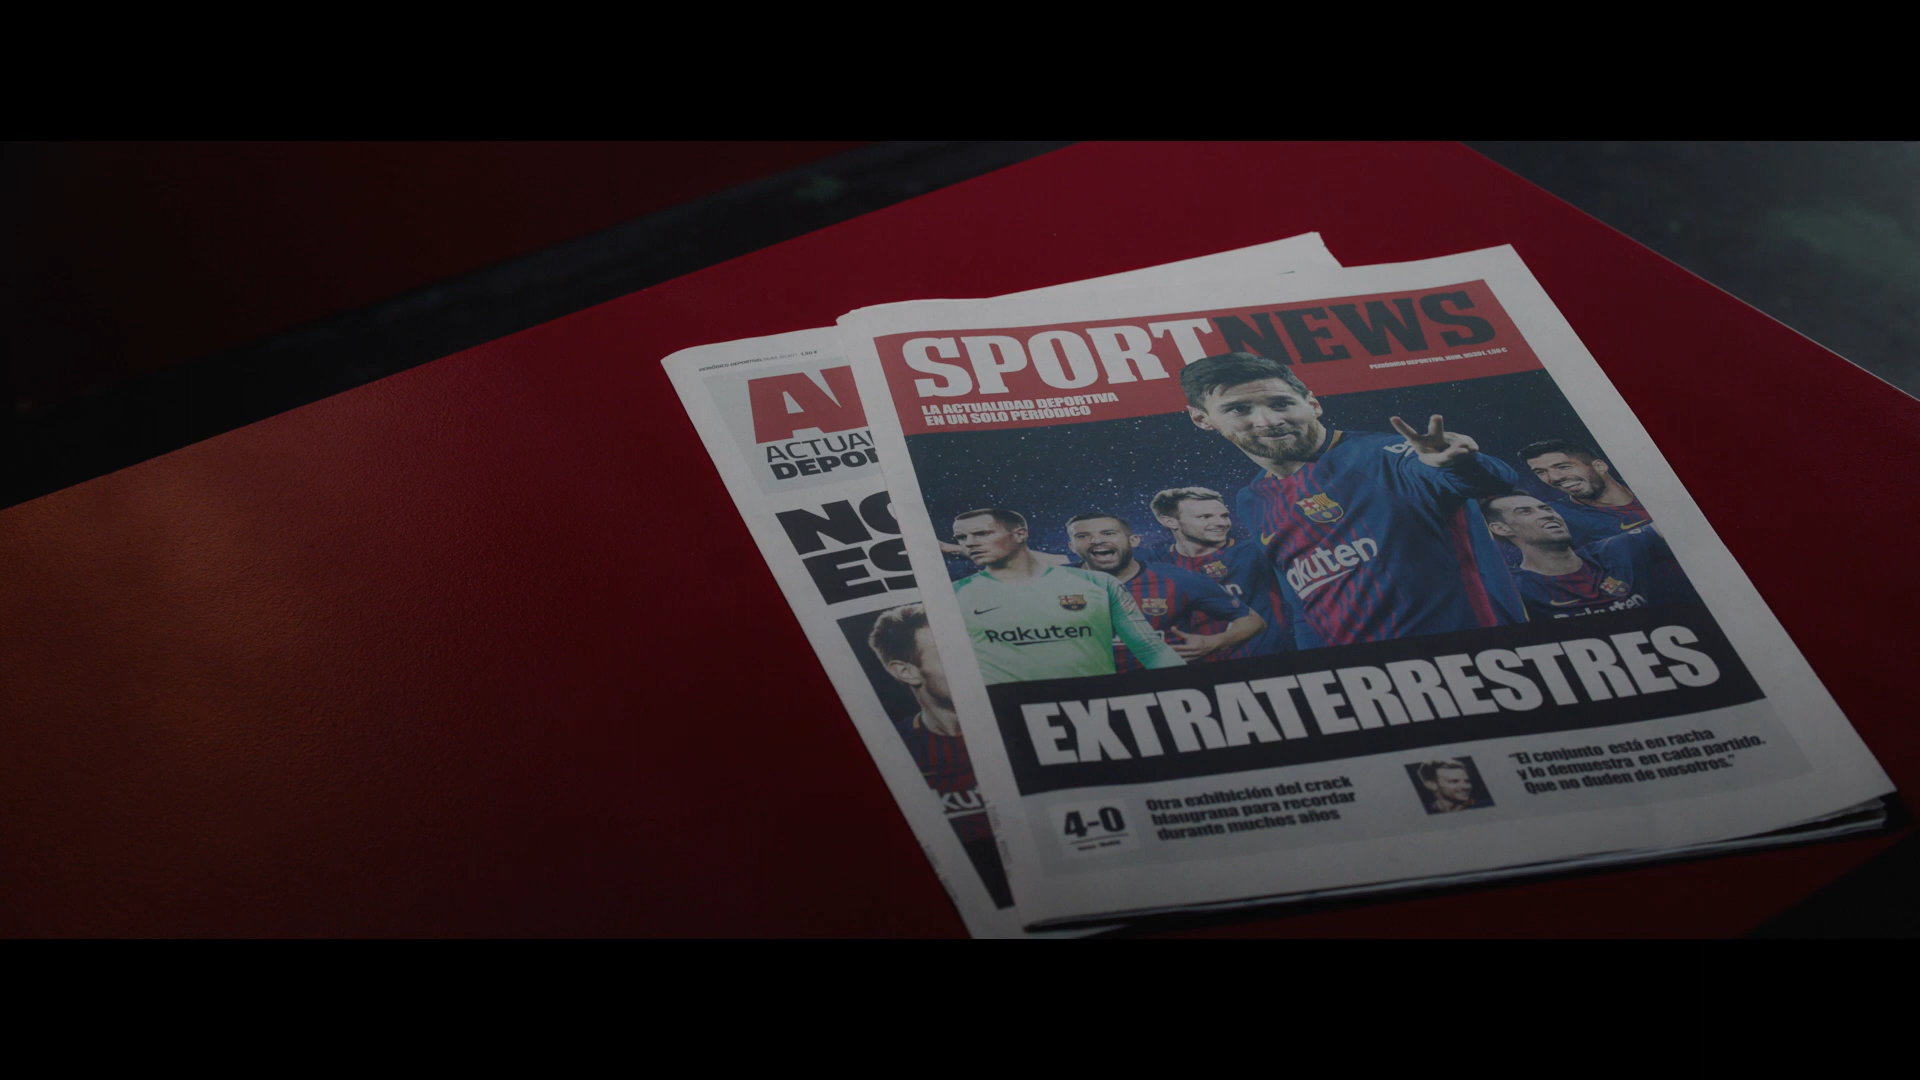 SPORTNEWS
LA ACTUALIDAD DEPORTIVA
EN UN SOLO PERIÓDICO
Rakuten
akuten
EXTRATERRESTRES
4-0
Otra exhibición del crack
blaugrana para recordar
durante muchos años
"El conjunto está en racha
y lo demuestra en cada partido.
Que no duden de nosotros."
ACTUA
DEPOR
NO
ES